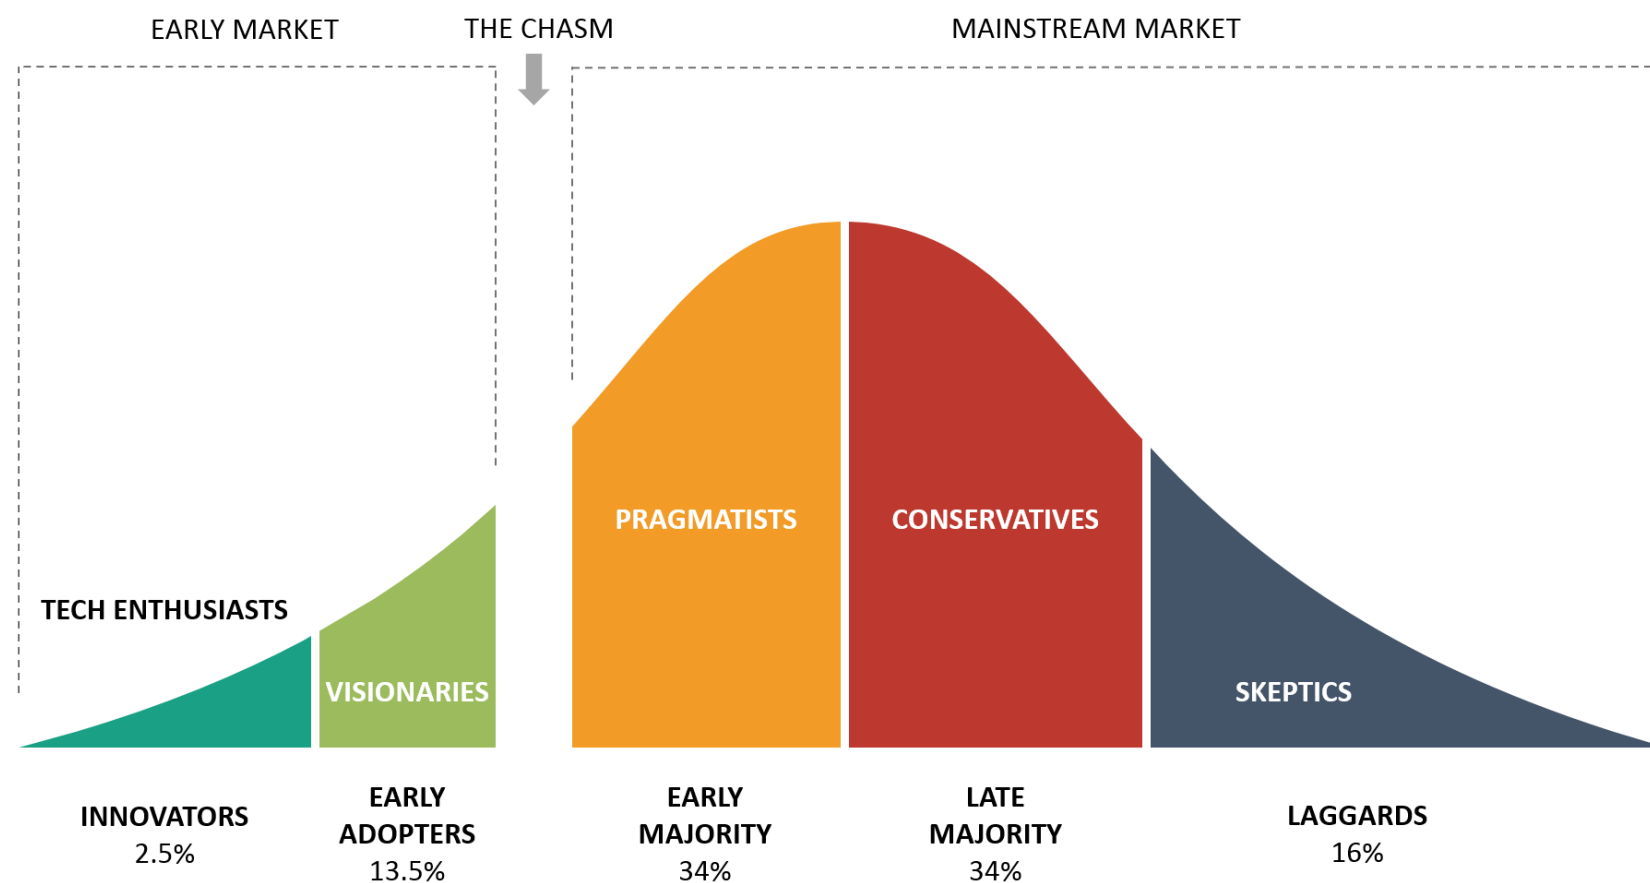 EARLY MARKET
THE CHASM
MAINSTREAM MARKET
TECH ENTHUSIASTS
VISIONARIES
PRAGMATISTS
CONSERVATIVES
SKEPTICS
INNOVATORS
2.5%
EARLY
ADOPTERS
13.5%
EARLY
MAJORITY
34%
LATE
MAJORITY
34%
LAGGARDS
16%